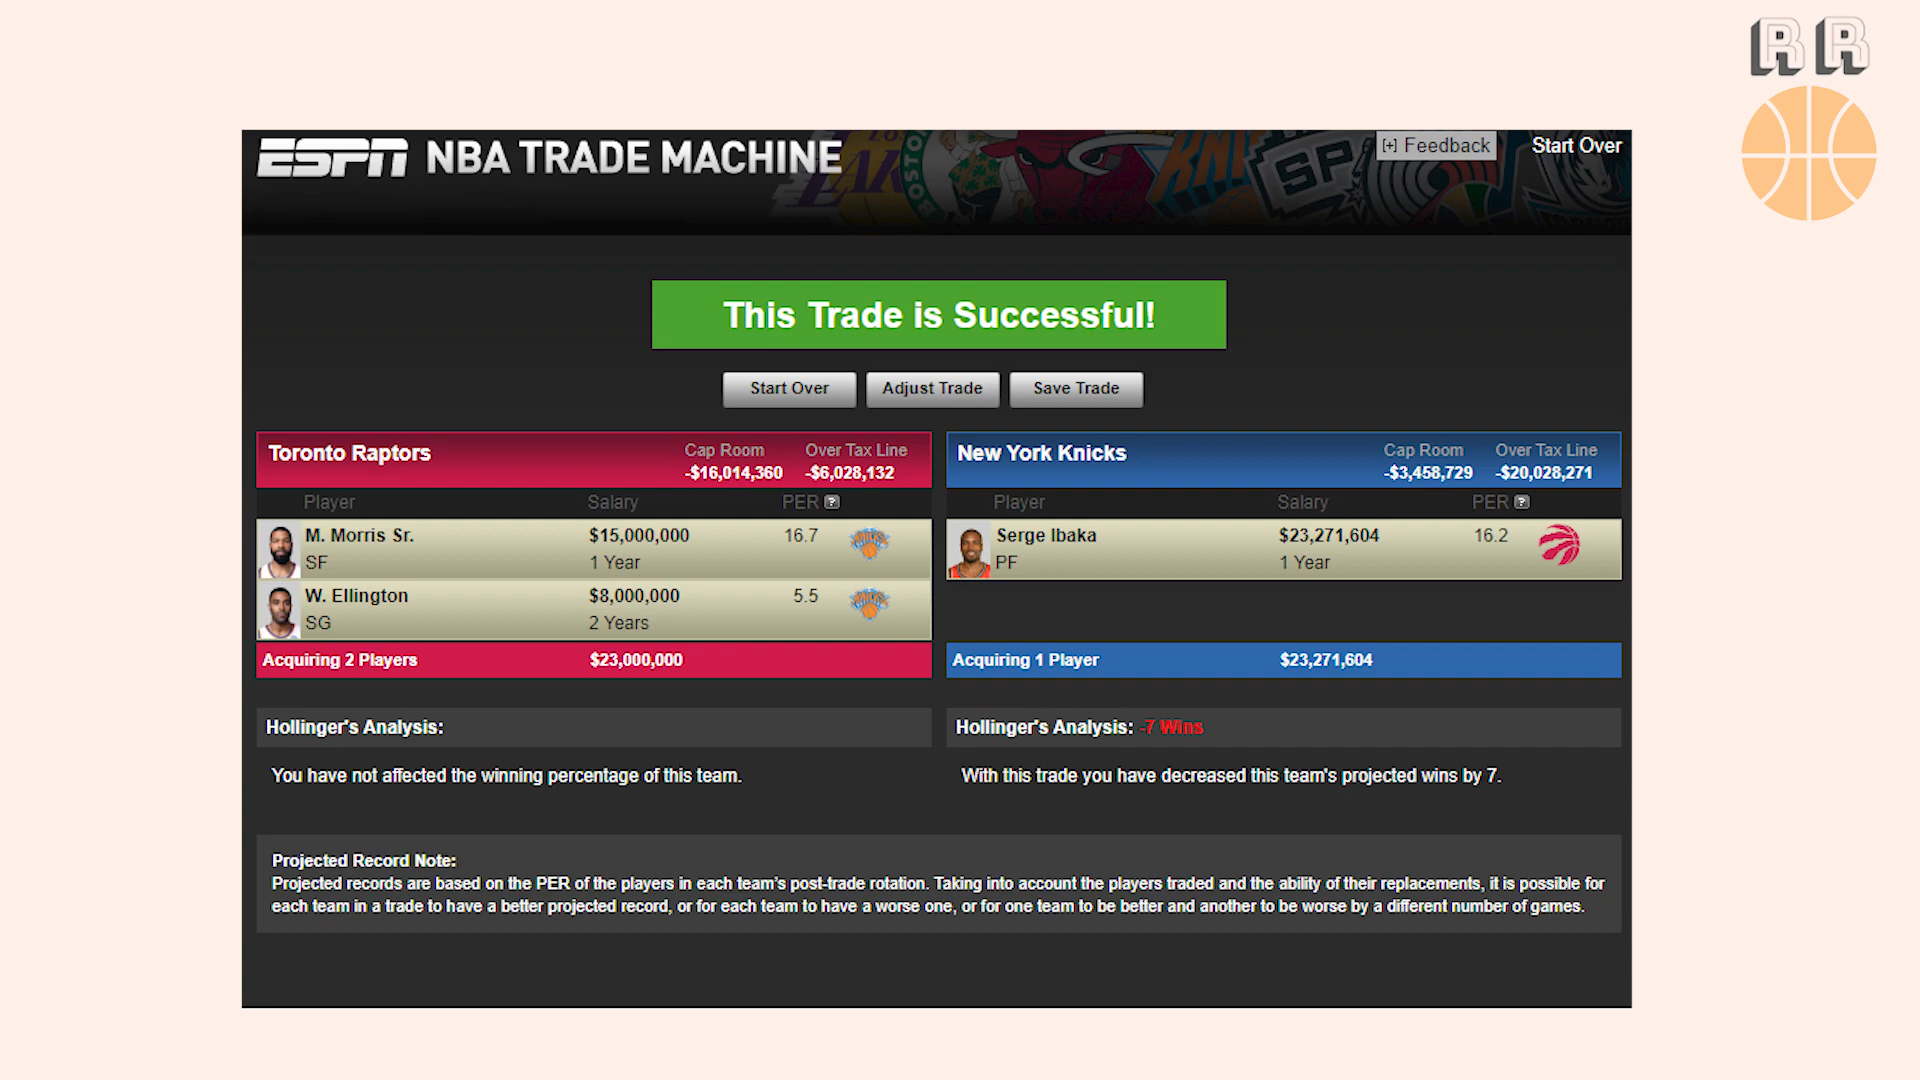 R R
ESPN NBA TRADE MACHINE
[+] Feedback
Start Over
This Trade is Successful!
Start Over
Adjust Trade
Save Trade
Toronto Raptors
Cap Room
Over Tax Line
-$16,014,360
-$6,028,132
Player
Salary
PER ?
M. Morris Sr.
$15,000,000
16.7
SF
1 Year
W. Ellington
$8,000,000
5.5
SG
2 Years
Acquiring 2 Players
$23,000,000
New York Knicks
Cap Room
Over Tax Line
-$3,458,729
-$20,028,271
Player
Salary
PER ?
Serge Ibaka
$23,271,604
16.2
PF
1 Year
Acquiring 1 Player
$23,271,604
Hollinger's Analysis:
You have not affected the winning percentage of this team.
Hollinger's Analysis: -7 Wins
With this trade you have decreased this team's projected wins by 7.
Projected Record Note:
Projected records are based on the PER of the players in each team's post-trade rotation. Taking into account the players traded and the ability of their replacements, it is possible for
each team in a trade to have a better projected record, or for each team to have a worse one, or for one team to be better and another to be worse by a different number of games.